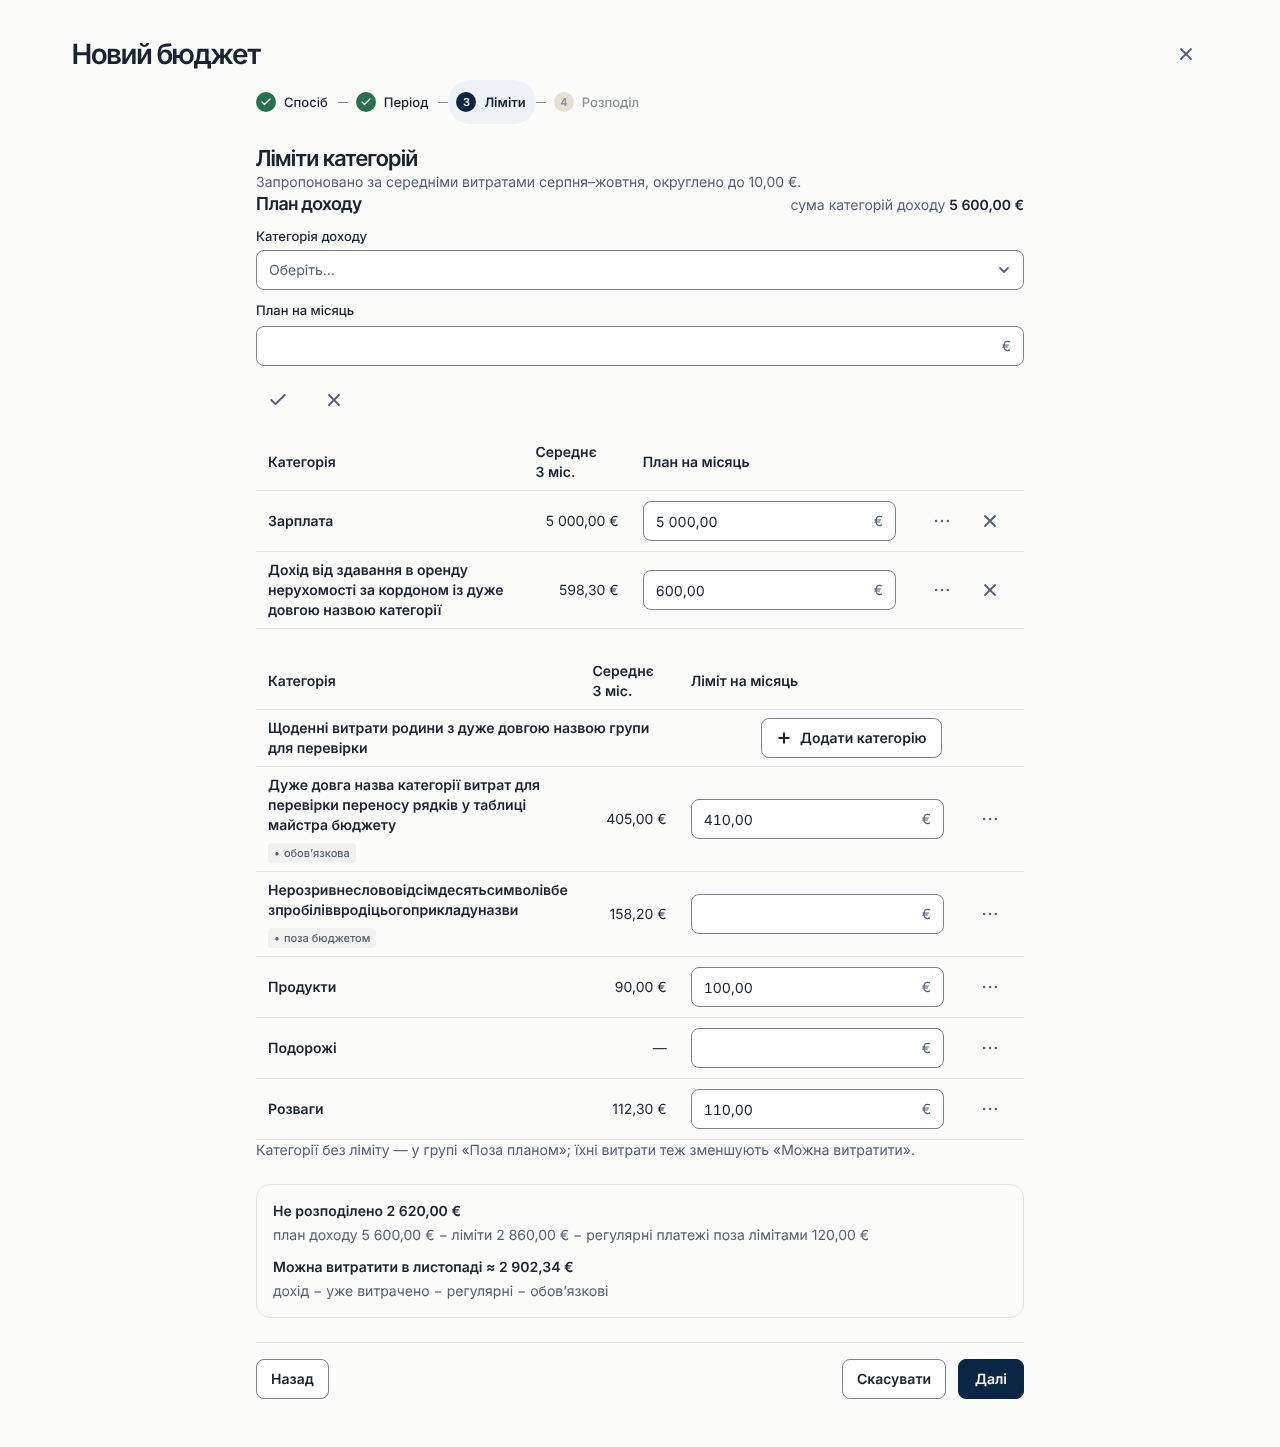 Новий бюджет
Спосіб — Період — 3 Ліміти — 4 Розподіл
Ліміти категорій
Запропоновано за середніми витратами серпня–жовтня, округлено до 10,00 €.
План доходу сума категорій доходу 5 600,00 €
Категорія доходу
Оберіть...
План на місяць
€
Категорія Середнє 3 міс. План на місяць
Зарплата 5 000,00 € 5 000,00 € ···
Дохід від здавання в оренду
нерухомості за кордоном із дуже 598,30 € 600,00 € ···
довгою назвою категорії
Категорія Середнє 3 міс. Ліміт на місяць
Щоденні витрати родини з дуже довгою назвою групи
для перевірки
+ Додати категорію
Дуже довга назва категорії витрат для
перевірки переносу рядків у таблиці
майстра бюджету
405,00 € 410,00 € ···
• обов’язкова
Нерозривнесловоовідсімдесятьсимволівбе
зпробіліввродіцьогоприкладуназви
158,20 € € ···
• поза бюджетом
Продукти 90,00 € 100,00 € ···
Подорожі — € ···
Розваги 112,30 € 110,00 € ···
Категорії без ліміту — у групі «Поза планом»; їхні витрати теж зменшують «Можна витратити».
Не розподілено 2 620,00 €
план доходу 5 600,00 € − ліміти 2 860,00 € − регулярні платежі поза лімітами 120,00 €
Можна витратити в листопаді ≈ 2 902,34 €
дохід − уже витрачено − регулярні − обов’язкові
Назад Скасувати Далі